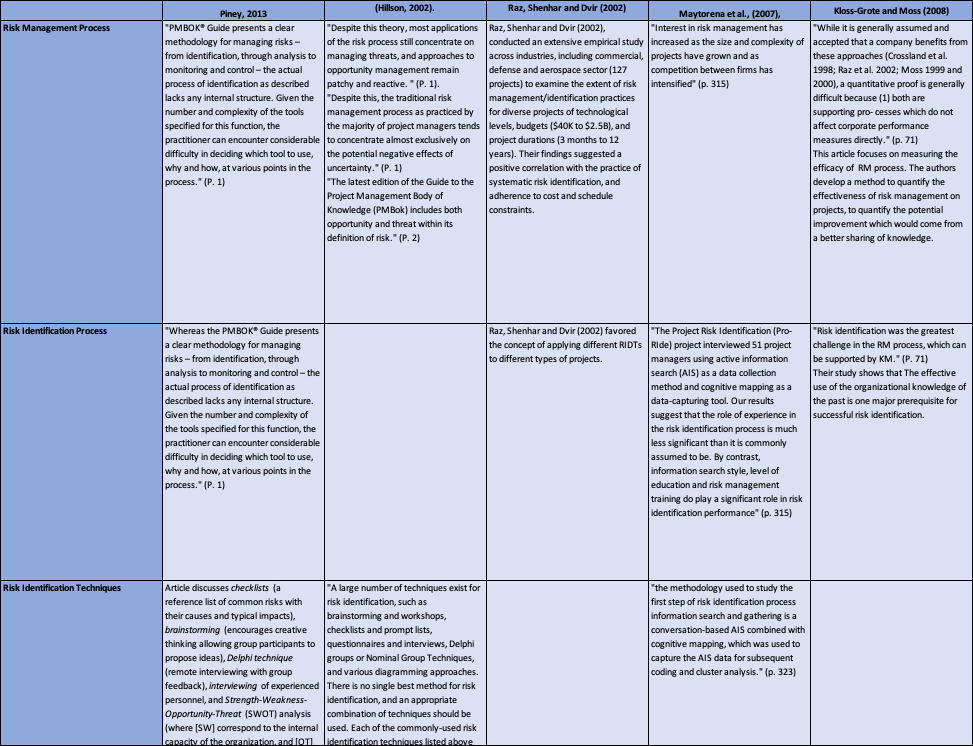 Piney, 2013
(Hillson, 2002).
Raz, Shenhar and Dvir (2002)
Maytorena et al., (2007),
Kloss-Grote and Moss (2008)
Risk Management Process
"PMBOK® Guide presents a clear
methodology for managing risks –
from identification, through analysis to
monitoring and control – the actual
process of identification as described
lacks any internal structure. Given the
number and complexity of the tools
specified for this function, the
practitioner can encounter considerable
difficulty in deciding which tool to use,
why and how, at various points in the
process." (P. 1)
"Despite this theory, most applications
of the risk process still concentrate on
managing threats, and approaches to
opportunity management remain
patchy and reactive. " (P. 1).
"Despite this, the traditional risk
management process as practiced by
the majority of project managers tends
to concentrate almost exclusively on
the potential negative effects of
uncertainty." (P. 1)
"The latest edition of the Guide to the
Project Management Body of
Knowledge (PMBok) includes both
opportunity and threat within its
definition of risk." (P. 2)
Raz, Shenhar and Dvir (2002),
conducted an extensive empirical study
across industries, including commercial,
defense and aerospace sector (127
projects) to examine the extent of risk
management/identification practices
for diverse projects of technological
levels, budgets ($40K to $2.5B), and
project durations (3 months to 12
years). Their findings suggested a
positive correlation with the practice of
systematic risk identification, and
adherence to cost and schedule
constraints.
"Interest in risk management has
increased as the size and complexity of
projects have grown and as
competition between firms has
intensified" (p. 315)
"While it is generally assumed and
accepted that a company benefits from
these approaches (Crossland et al.
1998; Raz et al. 2002; Moss 1999 and
2000), a quantitative proof is generally
difficult because (1) both are
supporting pro- cesses which do not
affect corporate performance
measures directly." (p. 71)
This article focuses on measuring the
efficacy of RM process. The authors
develop a method to quantify the
effectiveness of risk management on
projects, to quantify the potential
improvement which would come from
a better sharing of knowledge.
Risk Identification Process
"Whereas the PMBOK® Guide presents
a clear methodology for managing
risks – from identification, through
analysis to monitoring and control – the
actual process of identification as
described lacks any internal structure.
Given the number and complexity of
the tools specified for this function, the
practitioner can encounter considerable
difficulty in deciding which tool to use,
why and how, at various points in the
process." (P. 1)
Raz, Shenhar and Dvir (2002) favored
the concept of applying different RIDTs
to different types of projects.
"The Project Risk Identification (Pro-
RIde) project interviewed 51 project
managers using active information
search (AIS) as a data collection
method and cognitive mapping as a
data-capturing tool. Our results
suggest that the role of experience in
the risk identification process is much
less significant than it is commonly
assumed to be. By contrast,
information search style, level of
education and risk management
training do play a significant role in risk
identification performance" (p. 315)
"Risk identification was the greatest
challenge in the RM process, which can
be supported by KM." (P. 71)
Their study shows that The effective
use of the organizational knowledge of
the past is one major prerequisite for
successful risk identification.
Risk Identification Techniques
Article discusses checklists (a
reference list of common risks with
their causes and typical impacts),
brainstorming (encourages creative
thinking allowing group participants to
propose ideas), Delphi technique
(remote interviewing with group
feedback), interviewing of experienced
personnel, and Strength-Weakness-
Opportunity-Threat (SWOT) analysis
(where [SW] correspond to the internal
capacity of the organization, and [OT]
"A large number of techniques exist for
risk identification, such as
brainstorming and workshops,
checklists and prompt lists,
questionnaires and interviews, Delphi
groups or Nominal Group Techniques,
and various diagramming approaches.
There is no single best method for risk
identification, and an appropriate
combination of techniques should be
used. Each of the commonly-used risk
identification techniques listed above
"the methodology used to study the
first step of risk identification process
information search and gathering is a
conversation-based AIS combined with
cognitive mapping, which was used to
capture the AIS data for subsequent
coding and cluster analysis." (p. 323)